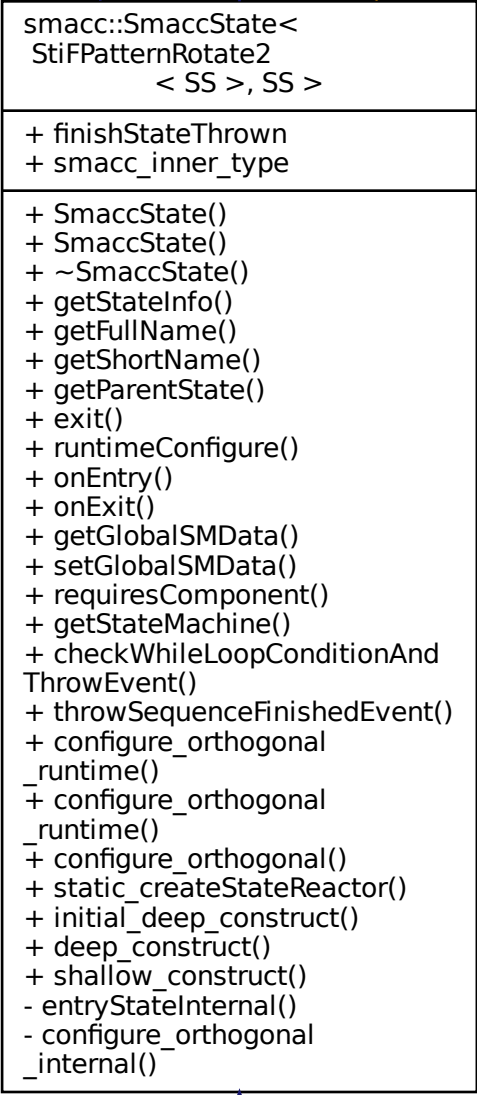 smacc::SmaccState<
StiFPatternRotate2
< SS >, SS >
+ finishStateThrown
+ smacc_inner_type
+ SmaccState()
+ SmaccState()
+ ~SmaccState()
+ getStateInfo()
+ getFullName()
+ getShortName()
+ getParentState()
+ exit()
+ runtimeConfigure()
+ onEntry()
+ onExit()
+ getGlobalSMData()
+ setGlobalSMData()
+ requiresComponent()
+ getStateMachine()
+ checkWhileLoopConditionAnd
ThrowEvent()
+ throwSequenceFinishedEvent()
+ configure_orthogonal
_runtime()
+ configure_orthogonal
_runtime()
+ configure_orthogonal()
+ static_createStateReactor()
+ initial_deep_construct()
+ deep_construct()
+ shallow_construct()
- entryStateInternal()
- configure_orthogonal
_internal()